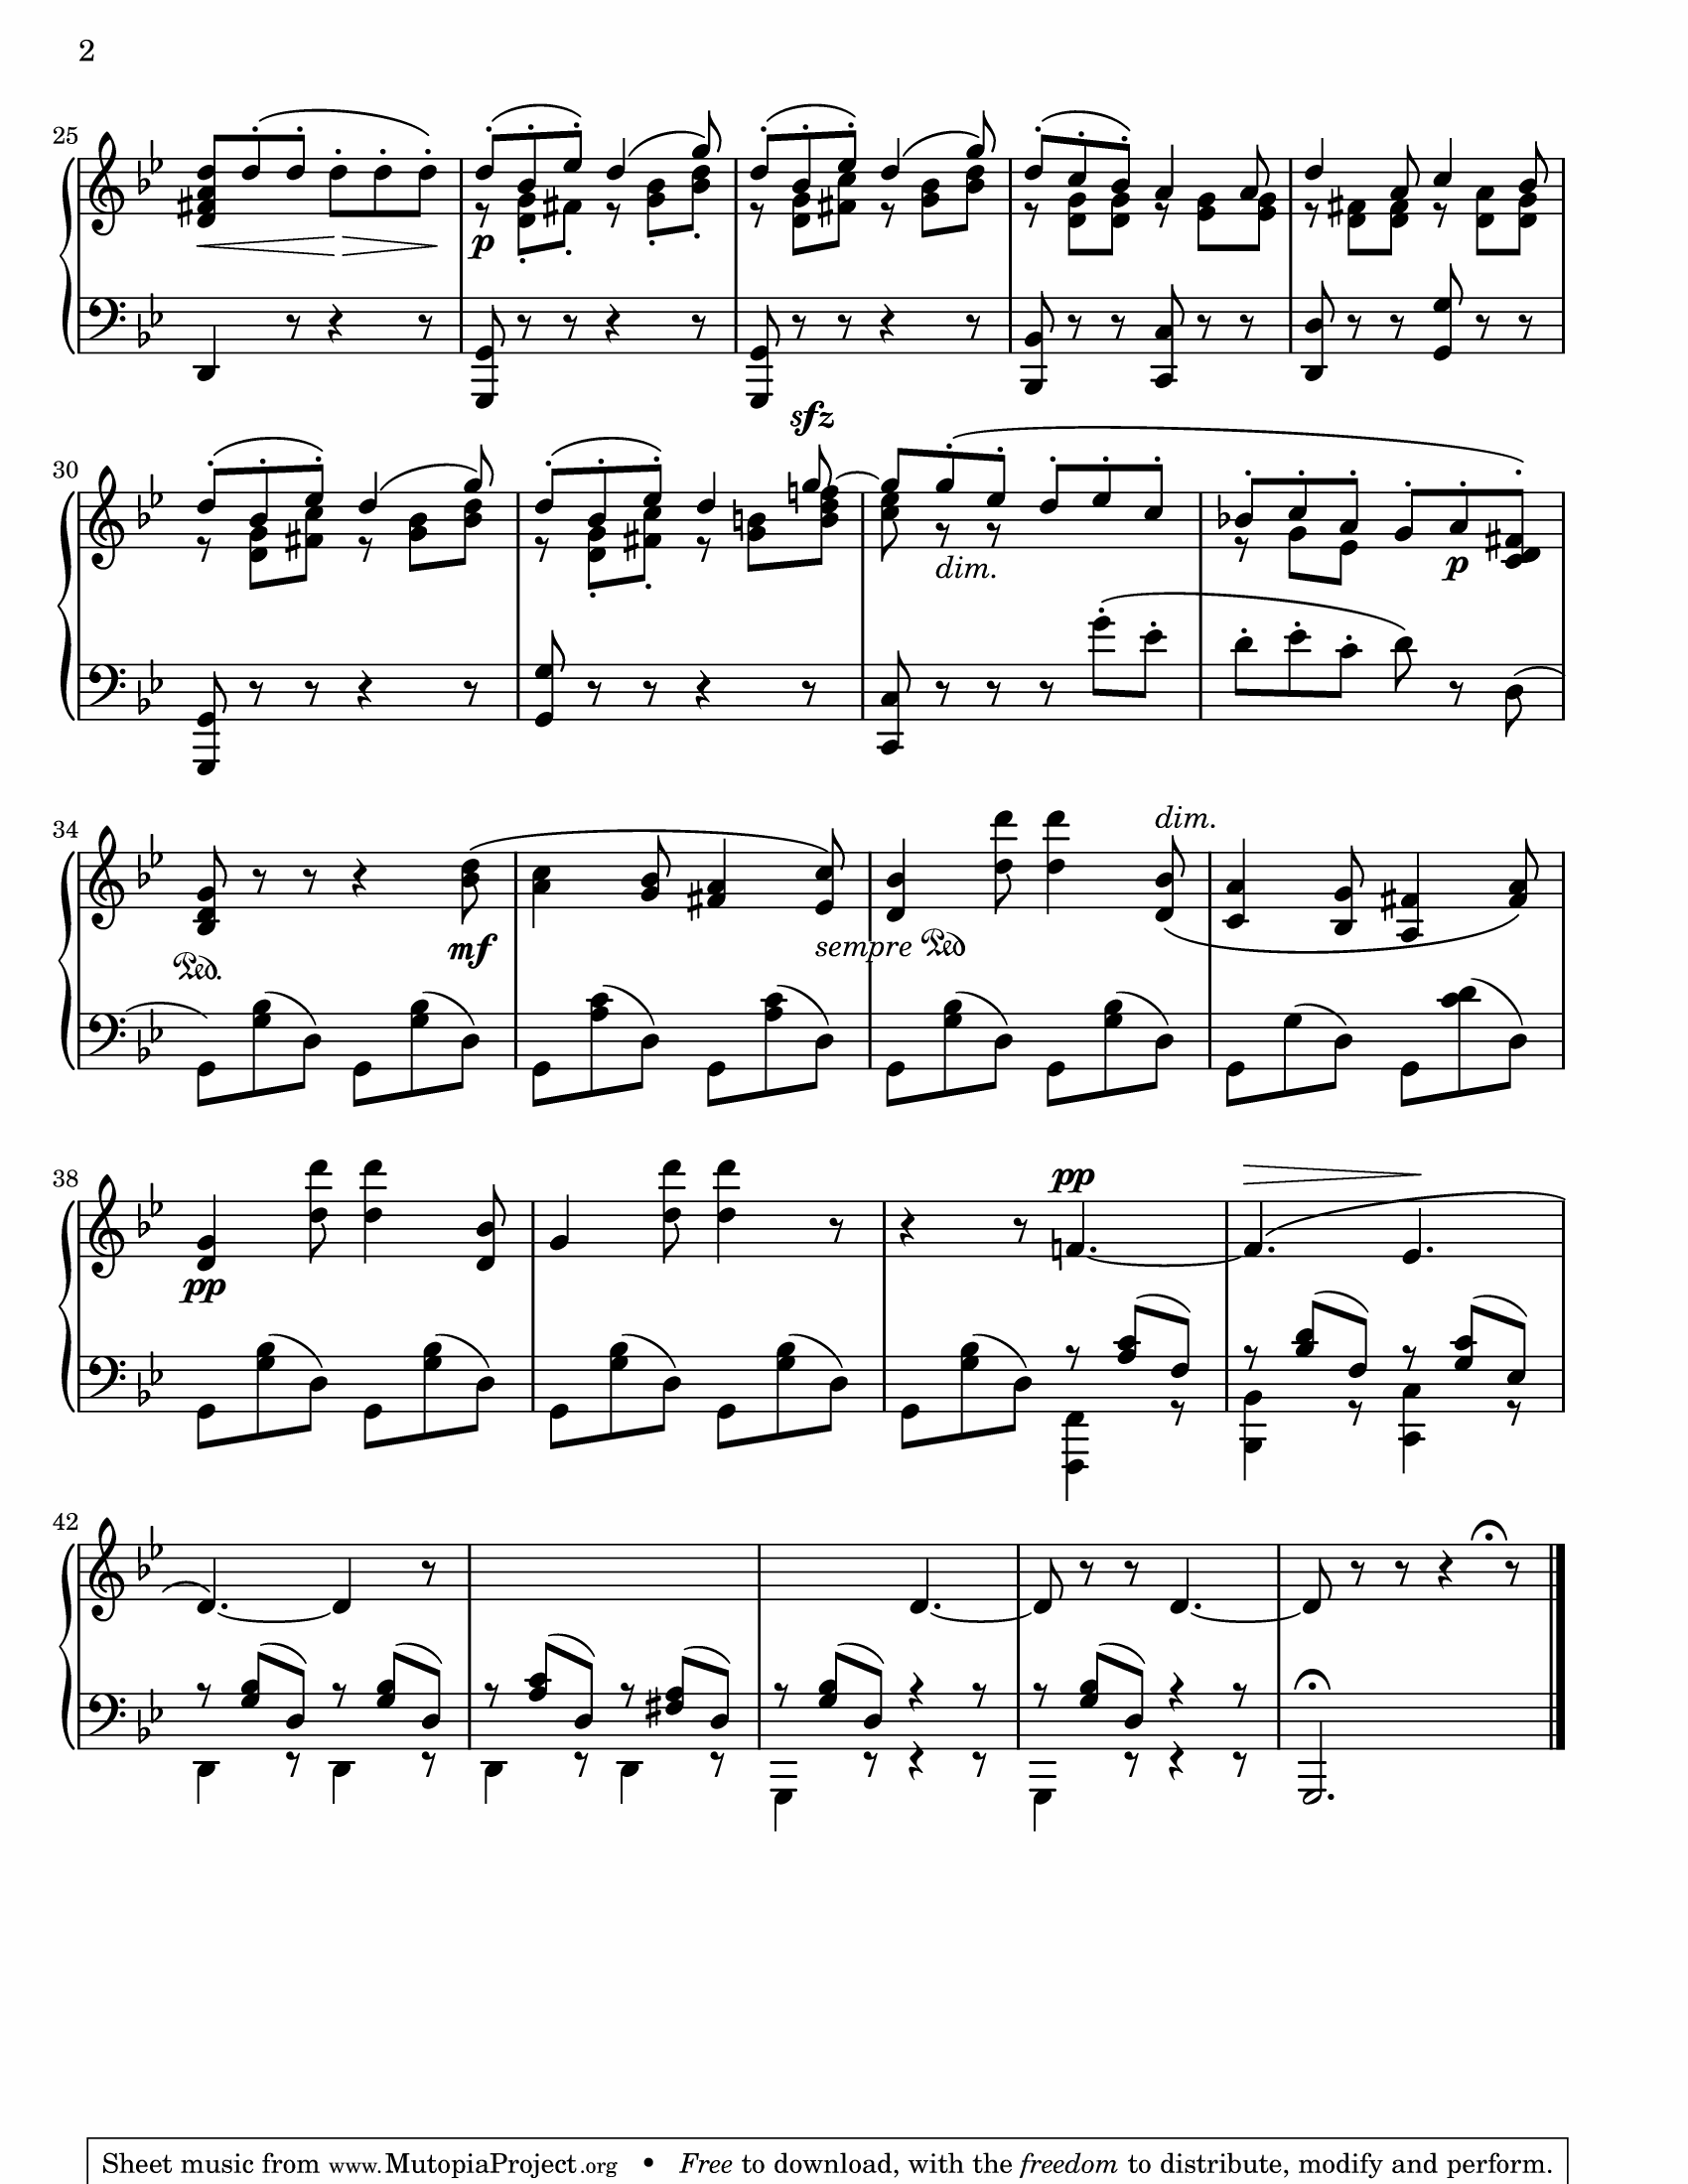 2
25
p
sfz
30
dim.
p
34
mf
sempre Ped
dim.
Ped.
38
pp
pp
42
Sheet music from www.MutopiaProject.org • Free to download, with the freedom to distribute, modify and perform.